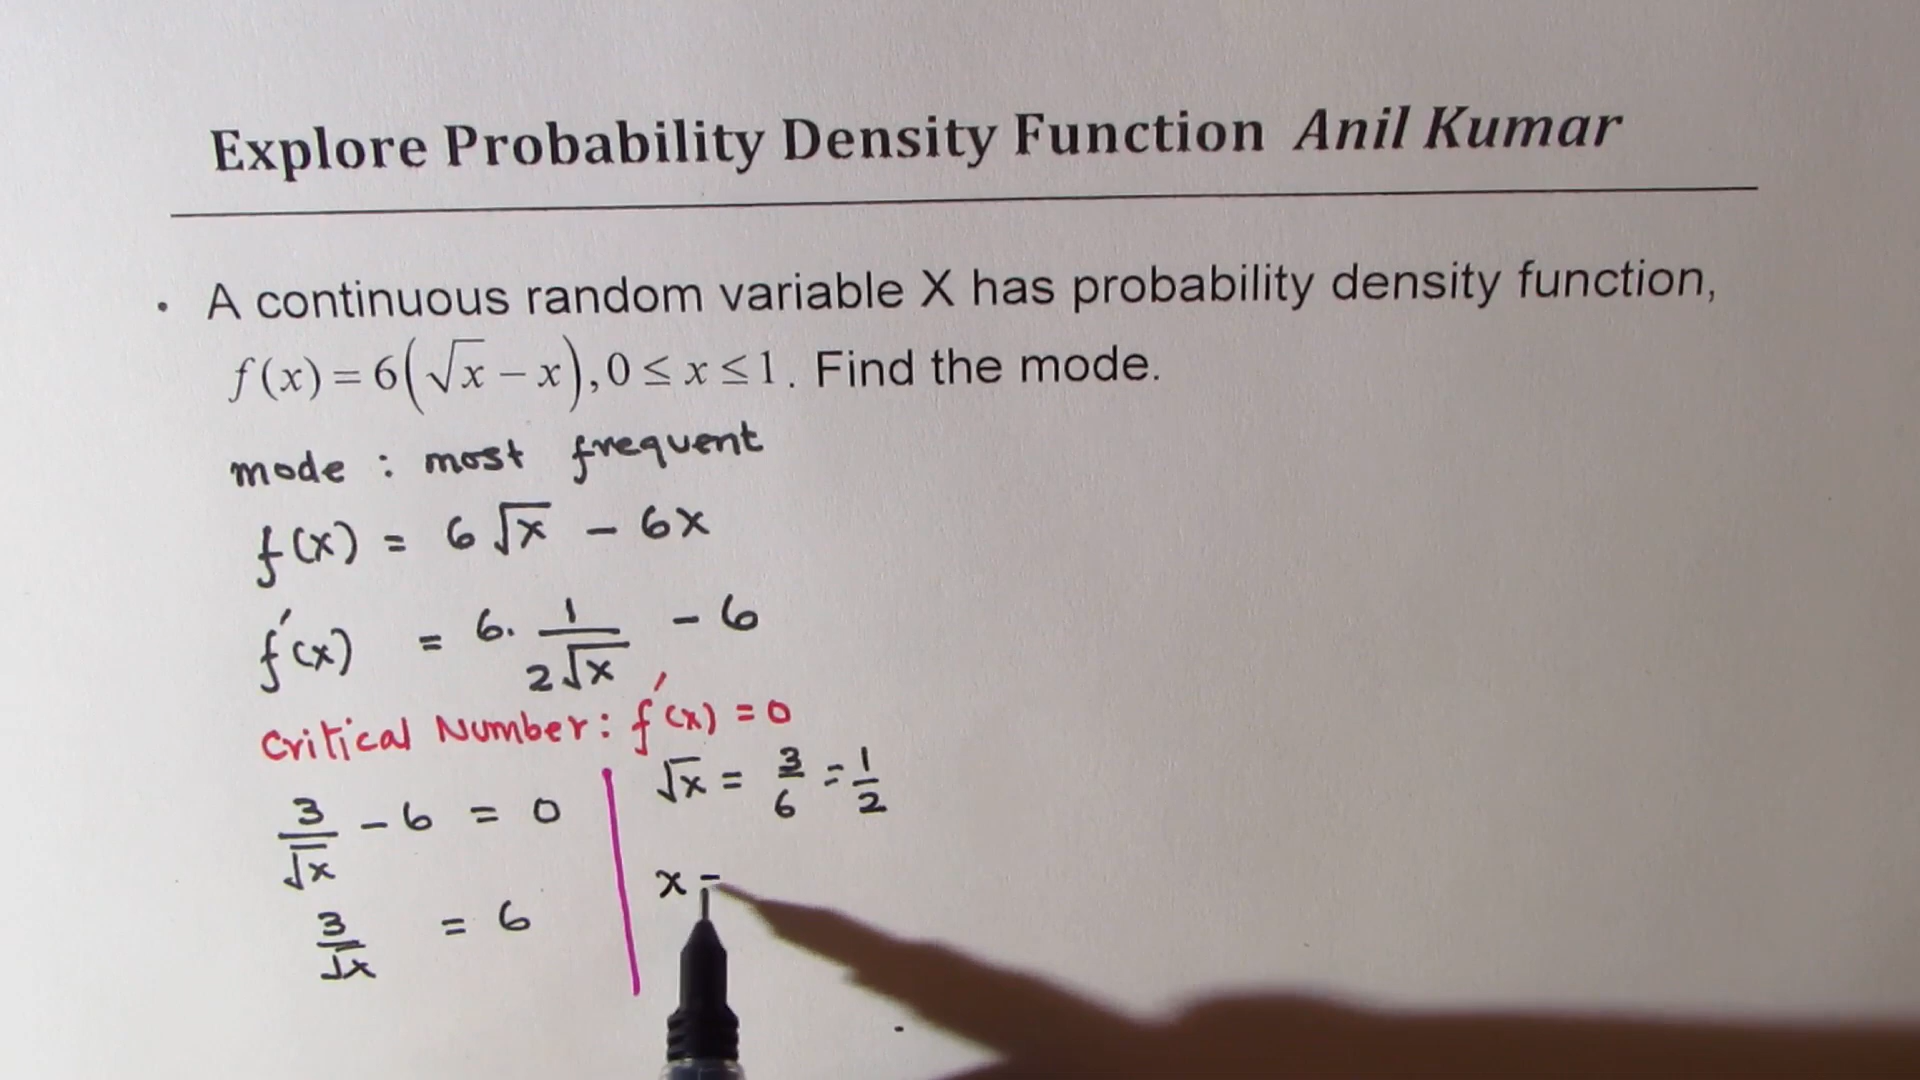 Explore Probability Density Function Anil Kumar
• A continuous random variable X has probability density function,
f(x) = 6(√x − x), 0 ≤ x ≤ 1. Find the mode.
mode : most frequent
f(x) = 6√x − 6x
f'(x) = 6. 1/(2√x) − 6
Critical Number: f'(x) = 0
3/√x − 6 = 0
3/√x = 6
√x = 3/6 = 1/2
x =